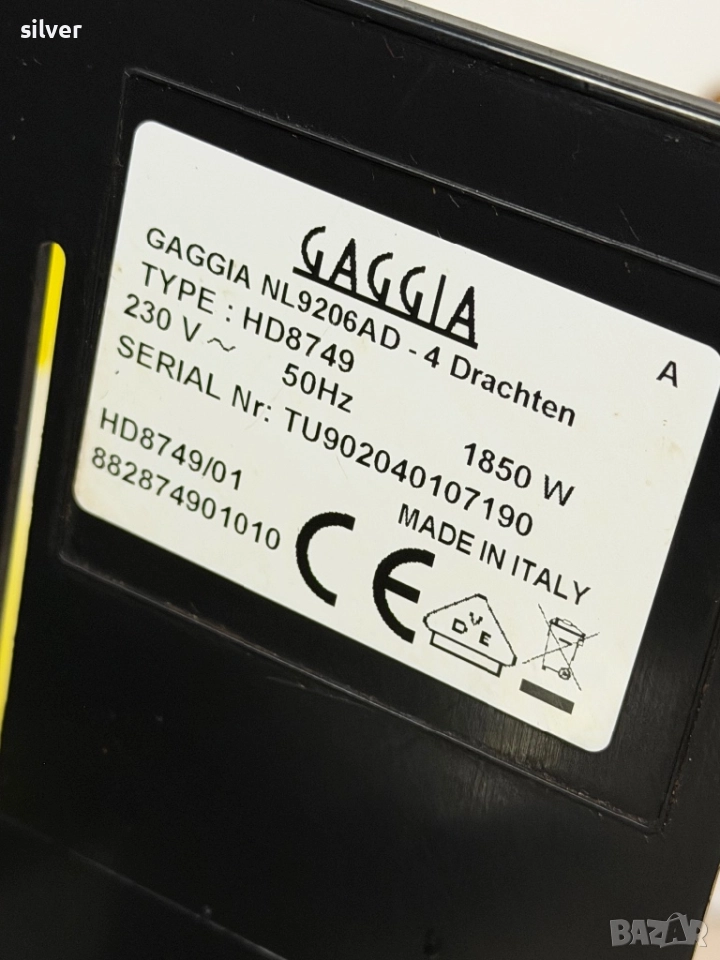 silver
GAGGIA
GAGGIA NL9206AD - 4 Drachten
A
TYPE : HD8749
230 V ~ 50Hz 1850 W
SERIAL Nr: TU902040107190
HD8749/01
MADE IN ITALY
882874901010
CE
VDE
BAZAR